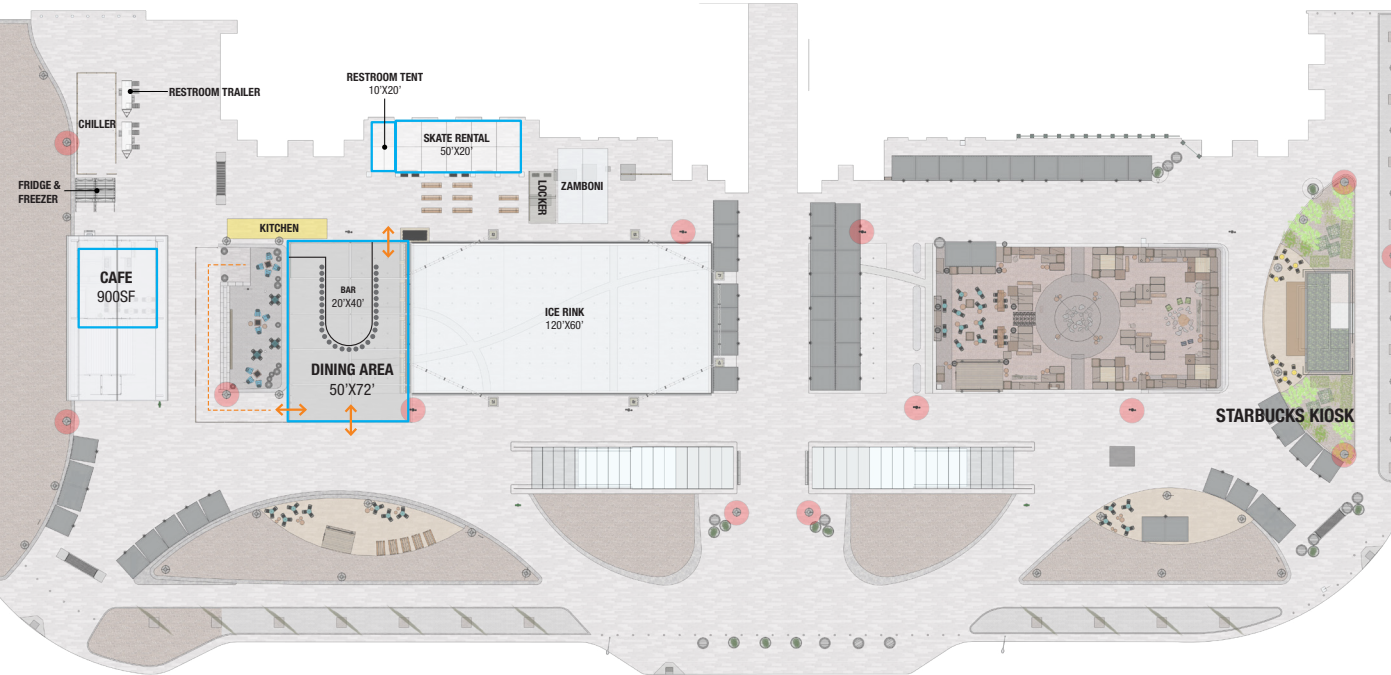 RESTROOM TENT
10'X20'
RESTROOM TRAILER
CHILLER
SKATE RENTAL
50'X20'
FRIDGE &
FREEZER
LOCKER
ZAMBONI
KITCHEN
CAFE
900SF
BAR
20'X40'
ICE RINK
120'X60'
DINING AREA
50'X72'
STARBUCKS KIOSK